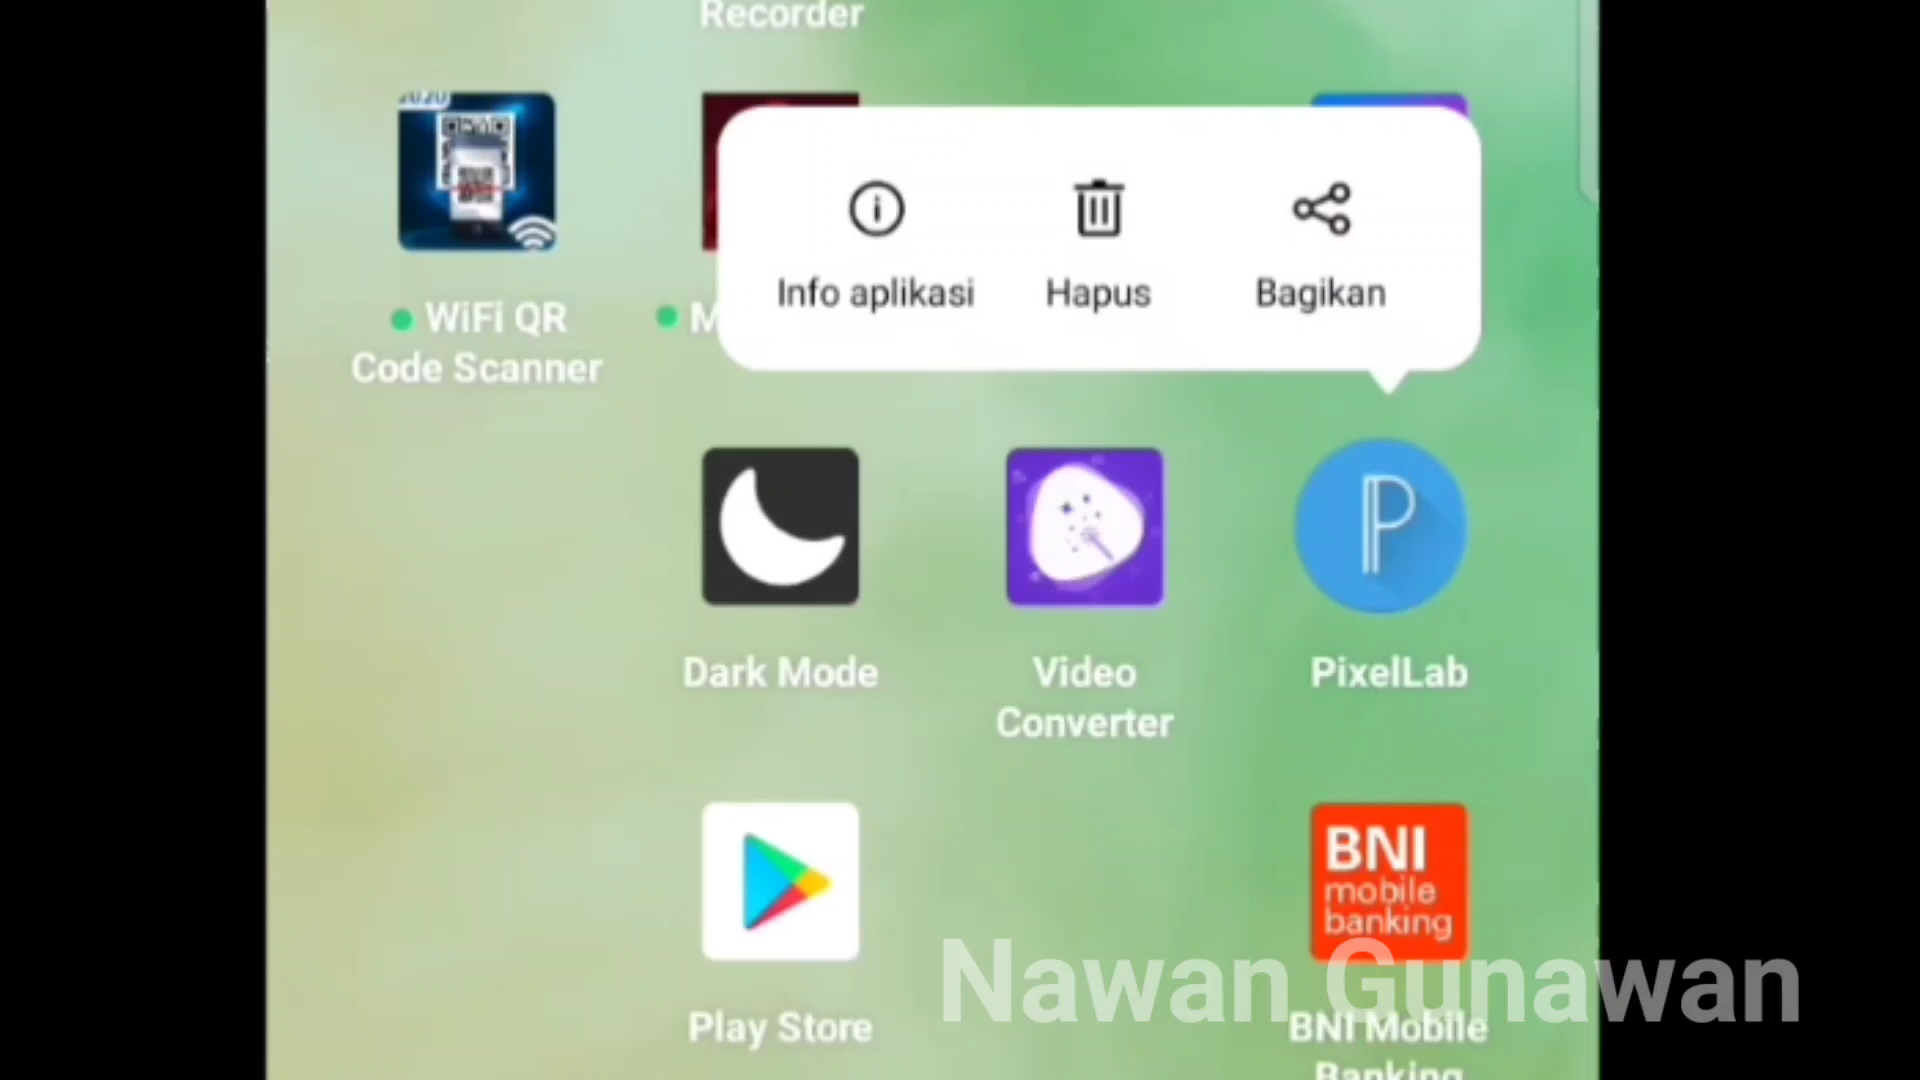 Recorder
2020
Info aplikasi
Hapus
Bagikan
WiFi QR
Code Scanner
M
Dark Mode
Video
Converter
PixelLab
BNI
mobile
banking
Play Store
BNI Mobile
Banking
Nawan Gunawan